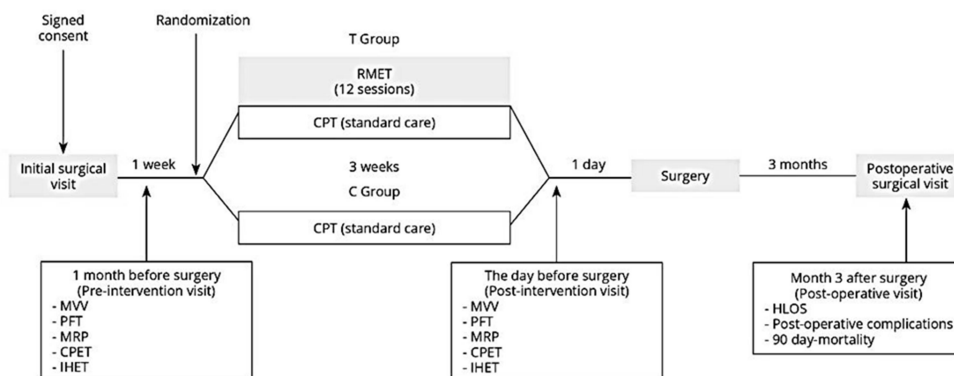 Signed
consent
Randomization
T Group
RMET
(12 sessions)
CPT (standard care)
Initial surgical
visit
1 week
3 weeks
C Group
CPT (standard care)
1 day
Surgery
3 months
Postoperative
surgical visit
1 month before surgery
(Pre-intervention visit)
- MVV
- PFT
- MRP
- CPET
- IHET
The day before surgery
(Post-intervention visit)
- MVV
- PFT
- MRP
- CPET
- IHET
Month 3 after surgery
(Post-operative visit)
- HLOS
- Post-operative complications
- 90 day-mortality